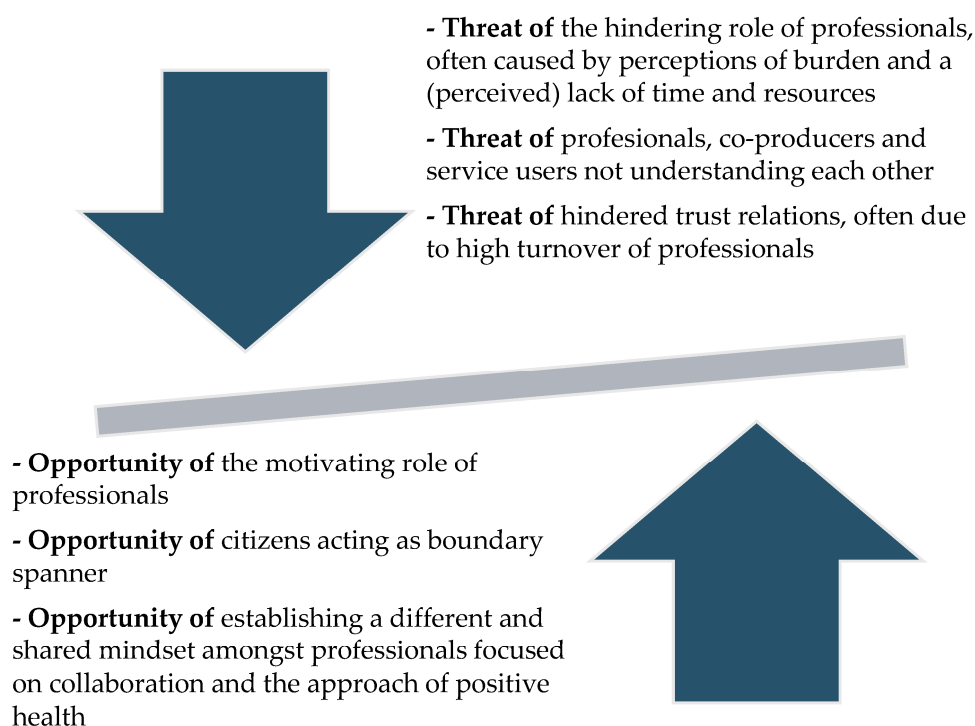 - Threat of the hindering role of professionals,
often caused by perceptions of burden and a
(perceived) lack of time and resources
- Threat of profesionals, co-producers and
service users not understanding each other
- Threat of hindered trust relations, often due
to high turnover of professionals
- Opportunity of the motivating role of
professionals
- Opportunity of citizens acting as boundary
spanner
- Opportunity of establishing a different and
shared mindset amongst professionals focused
on collaboration and the approach of positive
health